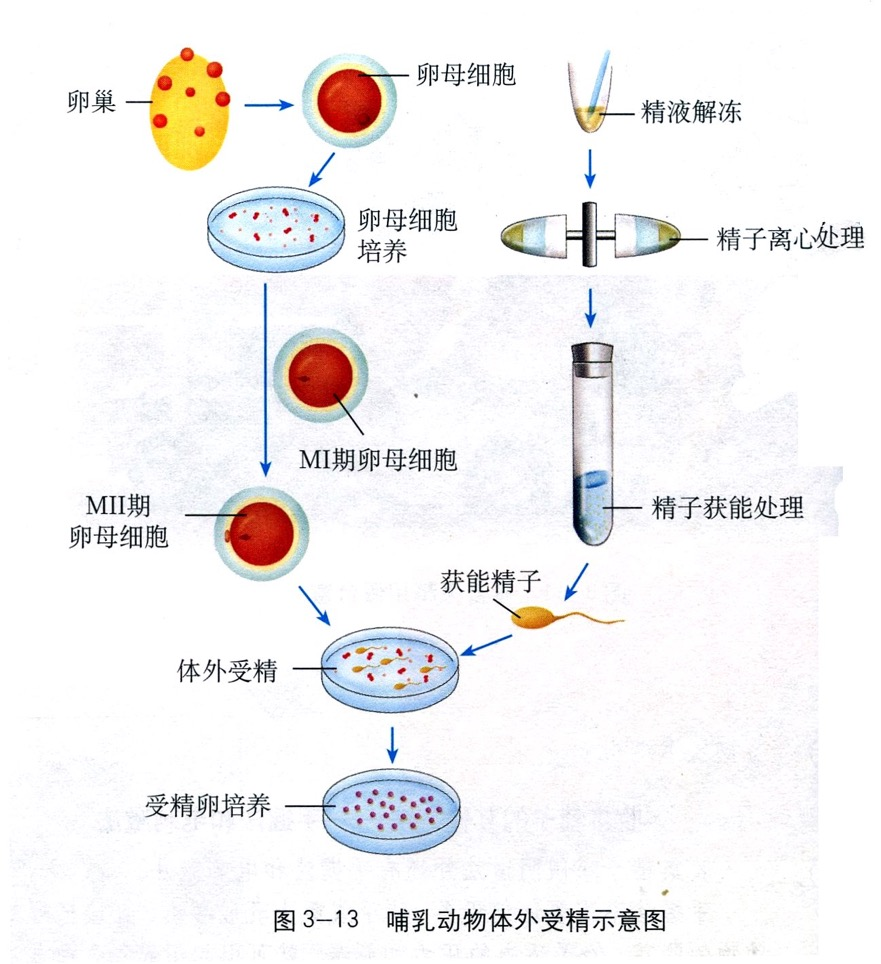 卵巢
卵母细胞
精液解冻
卵母细胞
培养
精子离心处理
MI期卵母细胞
MII期
卵母细胞
精子获能处理
获能精子
体外受精
受精卵培养
图 3-13 哺乳动物体外受精示意图